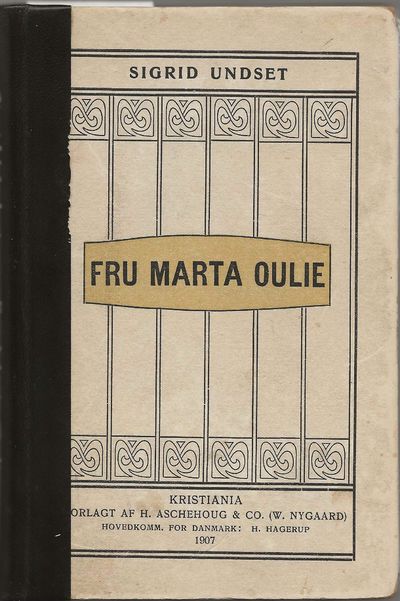 SIGRID UNDSET
FRU MARTA OULIE
KRISTIANIA
ORLAGT AF H. ASCHEHOUG & CO. (W. NYGAARD)
HOVEDKOMM. FOR DANMARK: H. HAGERUP
1907